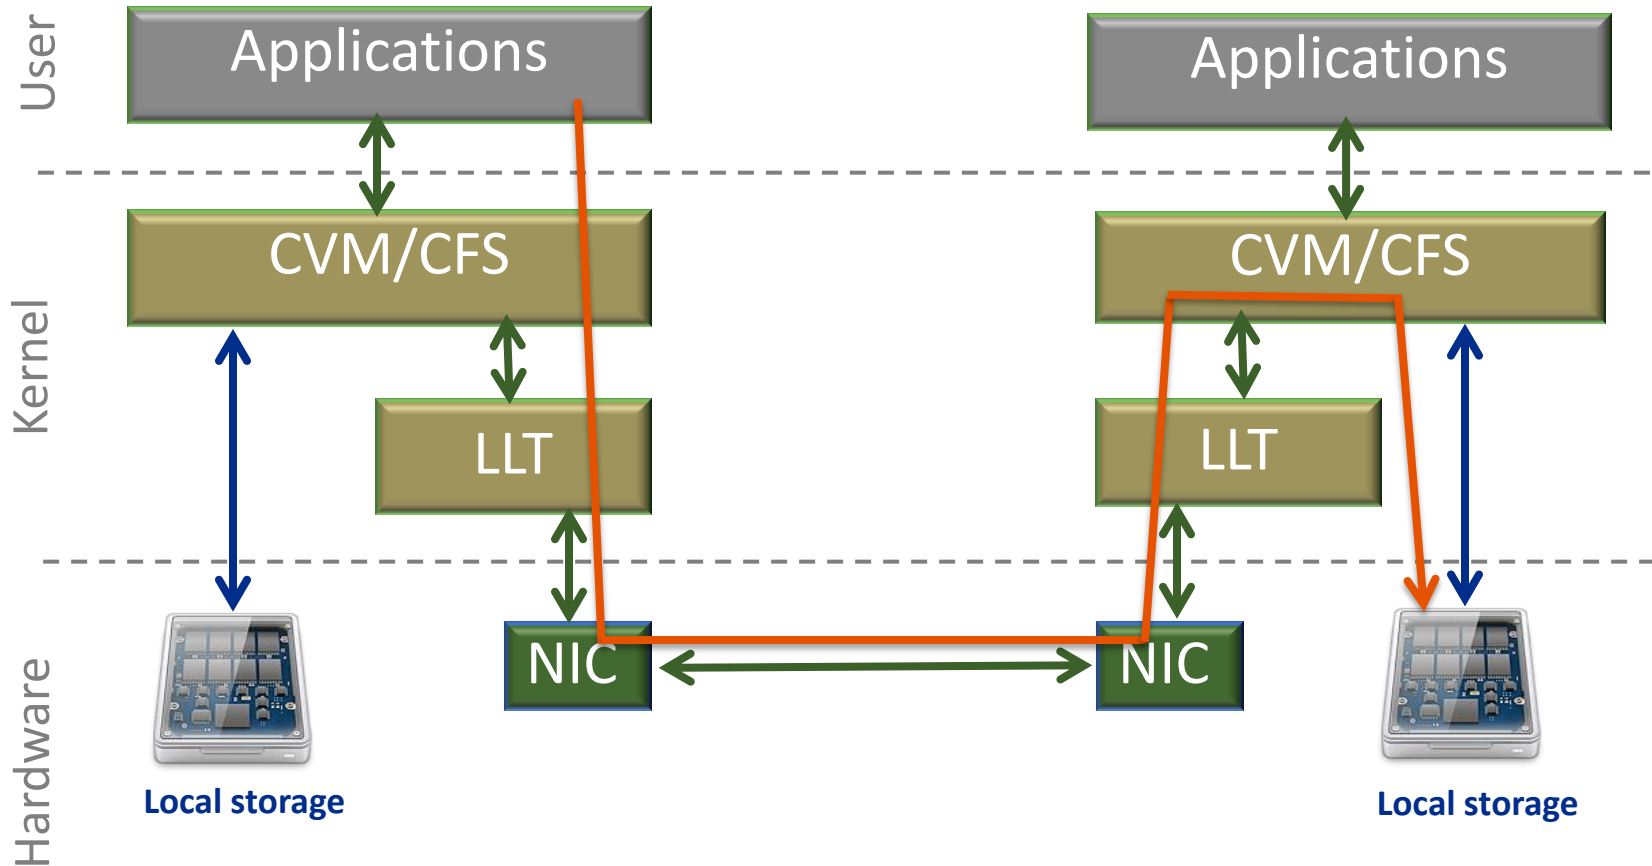 User
Applications
Applications
Kernel
CVM/CFS
CVM/CFS
LLT
LLT
Hardware
NIC
NIC
Local storage
Local storage